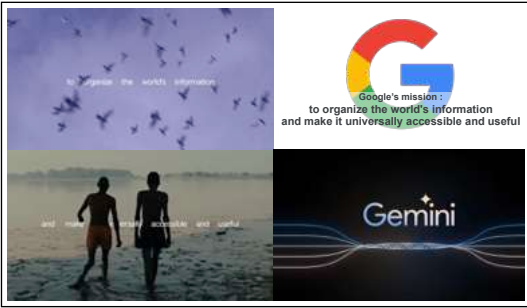 to organize the world's information
Google's mission :
to organize the world's information
and make it universally accessible and useful
and make ersally accessible and useful
Gemini